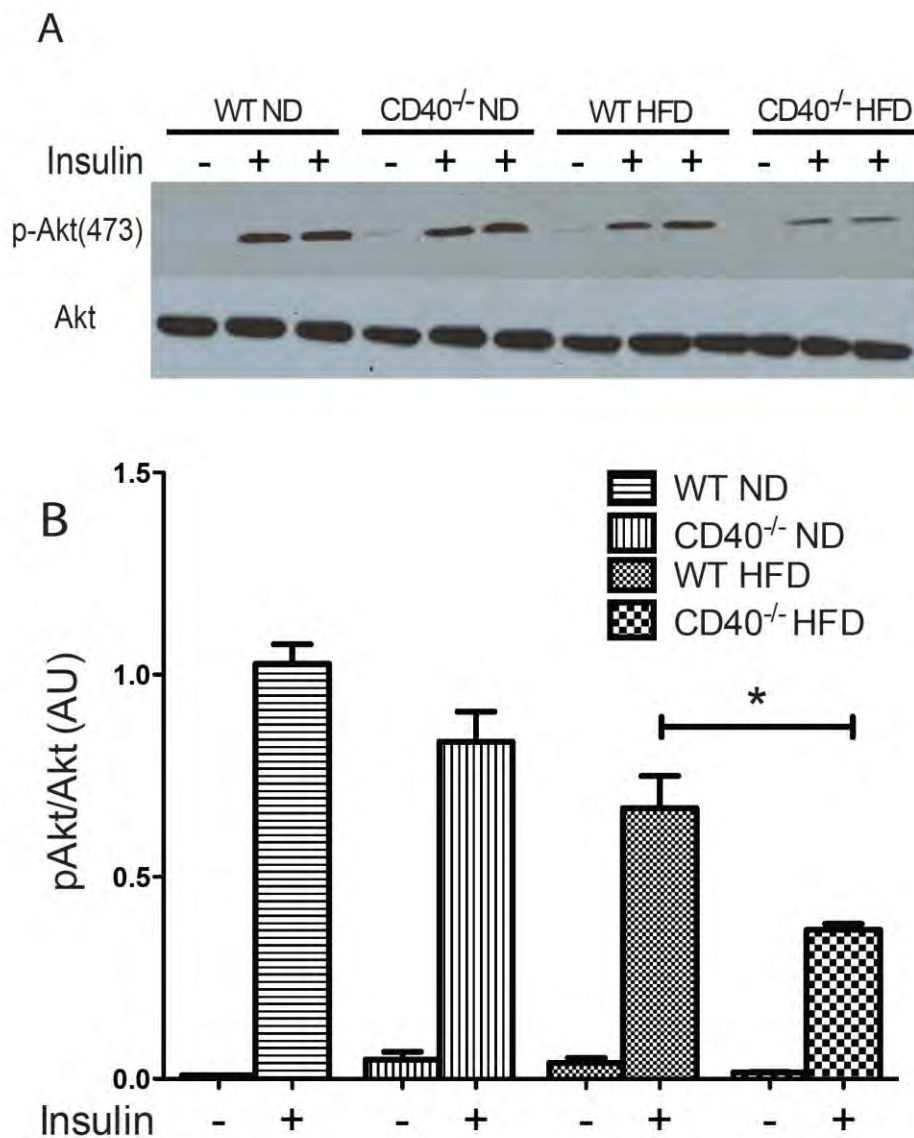 A
WT ND CD40-/- ND WT HFD CD40-/- HFD
Insulin - + + - + + - + + - + +
p-Akt(473)
Akt
B
1.5
1.0
0.5
0.0
pAkt/Akt (AU)
WT ND
CD40-/- ND
WT HFD
CD40-/- HFD
*
Insulin - + - + - + - +